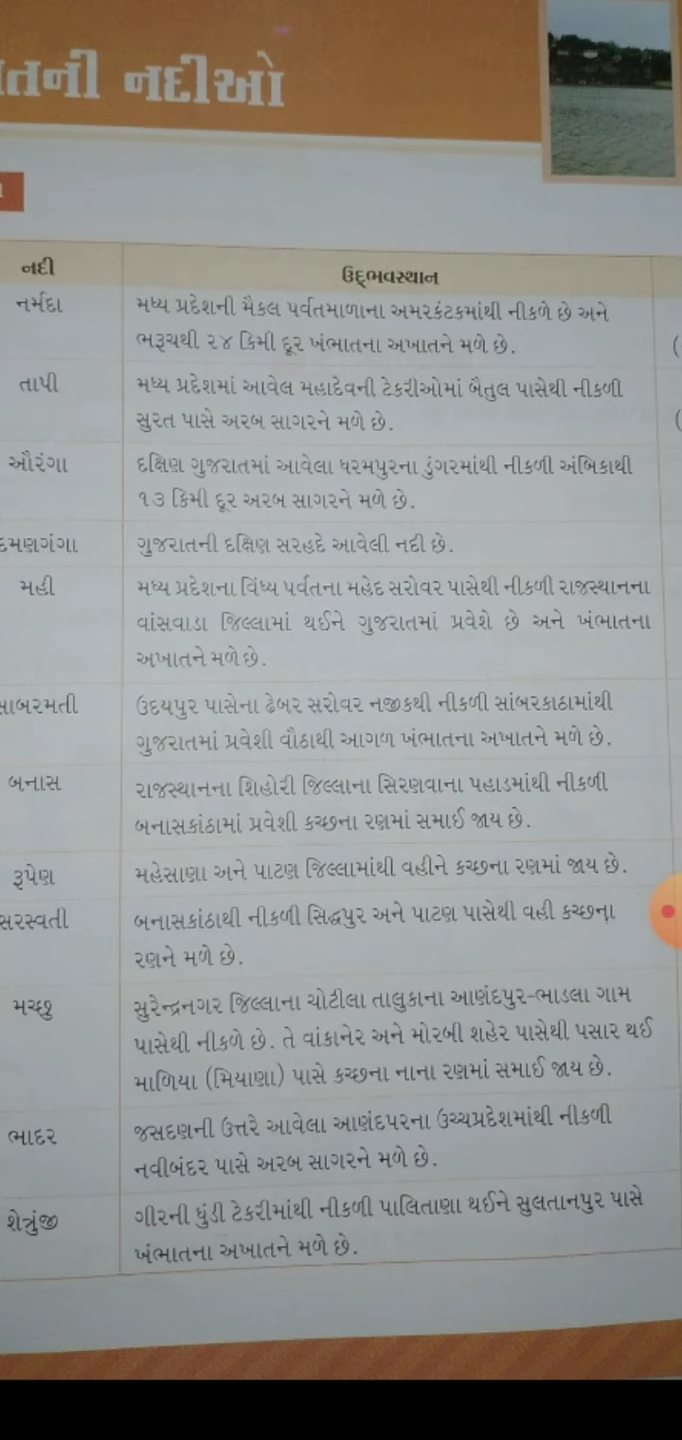 નદીઓ
નદી ઉદ્ભવસ્થાન
નર્મદા મધ્ય પ્રદેશની મૈકલ પર્વતમાળાના અમરકંટકમાંથી નીકળે છે અને
ભરૂચથી ૨૪ કિમી દૂર ખંભાતના અખાતને મળે છે.
તાપી મધ્ય પ્રદેશમાં આવેલ મહાદેવની ટેકરીઓમાં બૈતુલ પાસેથી નીકળી
સુરત પાસે અરબ સાગરને મળે છે.
ઔરંગા દક્ષિણ ગુજરાતમાં આવેલા ધરમપુરના ડુંગરમાંથી નીકળી અંબિકાથી
૧૩ કિમી દૂર અરબ સાગરને મળે છે.
દમણગંગા ગુજરાતની દક્ષિણ સરહદે આવેલી નદી છે.
મહી મધ્ય પ્રદેશના વિંધ્ય પર્વતના મહેદ સરોવર પાસેથી નીકળી રાજસ્થાનના
વાંસવાડા જિલ્લામાં થઈને ગુજરાતમાં પ્રવેશે છે અને ખંભાતના
અખાતને મળે છે.
સાબરમતી ઉદયપુર પાસેના ઢેબર સરોવર નજીકથી નીકળી સાંબરકાઠામાંથી
ગુજરાતમાં પ્રવેશી વૌઠાથી આગળ ખંભાતના અખાતને મળે છે.
બનાસ રાજસ્થાનના શિહોરી જિલ્લાના સિરણવાના પહાડમાંથી નીકળી
બનાસકાંઠામાં પ્રવેશી કચ્છના રણમાં સમાઈ જાય છે.
રૂપેણ મહેસાણા અને પાટણ જિલ્લામાંથી વહીને કચ્છના રણમાં જાય છે.
સરસ્વતી બનાસકાંઠાથી નીકળી સિદ્ધપુર અને પાટણ પાસેથી વહી કચ્છના
રણને મળે છે.
મચ્છુ સુરેન્દ્રનગર જિલ્લાના ચોટીલા તાલુકાના આણંદપુર-ભાડલા ગામ
પાસેથી નીકળે છે. તે વાંકાનેર અને મોરબી શહેર પાસેથી પસાર થઈ
માળિયા (મિયાણા) પાસે કચ્છના નાના રણમાં સમાઈ જાય છે.
ભાદર જસદણની ઉત્તરે આવેલા આણંદપરના ઉચ્ચપ્રદેશમાંથી નીકળી
નવીબંદર પાસે અરબ સાગરને મળે છે.
શેત્રુંજી ગીરની ધુંડી ટેકરીમાંથી નીકળી પાલિતાણા થઈને સુલતાનપુર પાસે
ખંભાતના અખાતને મળે છે.